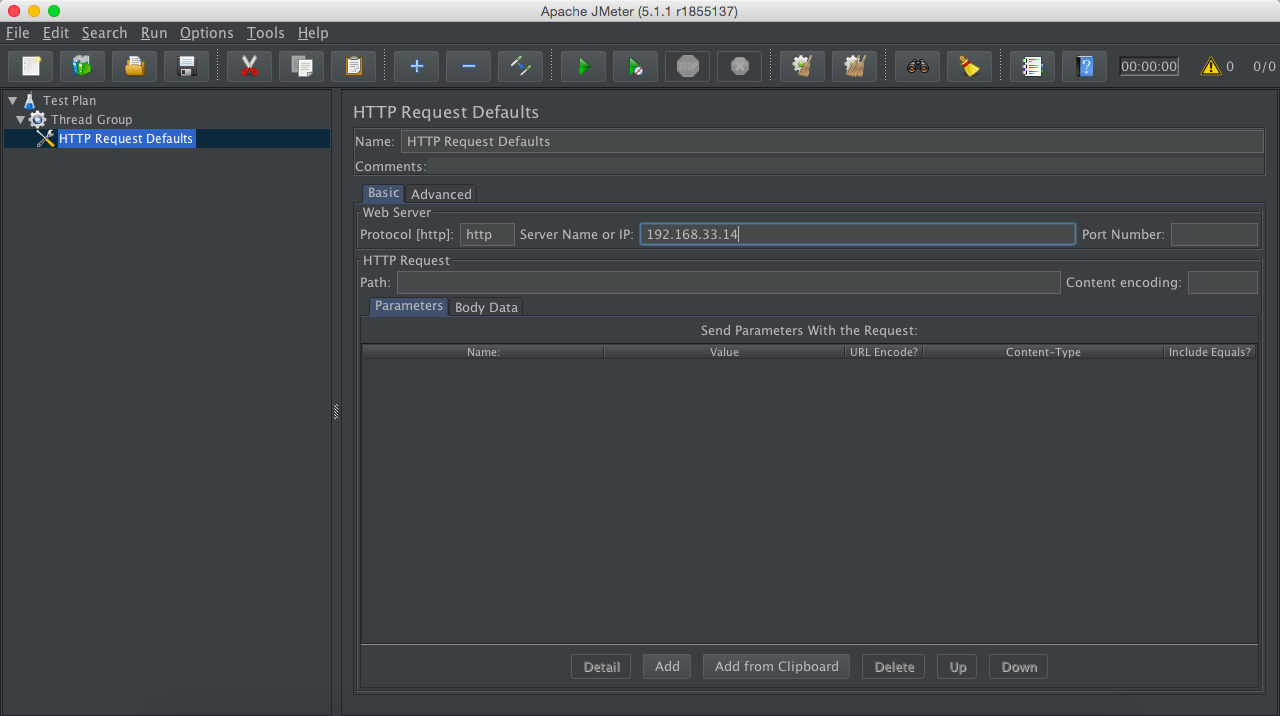 Apache JMeter (5.1.1 r1855137)
File Edit Search Run Options Tools Help
STOP 00:00:00 0 0/0
Test Plan
Thread Group
HTTP Request Defaults
HTTP Request Defaults
Name: HTTP Request Defaults
Comments:
Basic Advanced
Web Server
Protocol [http]: http Server Name or IP: 192.168.33.14 Port Number:
HTTP Request
Path: Content encoding:
Parameters Body Data
Send Parameters With the Request:
Name: Value URL Encode? Content-Type Include Equals?
Detail Add Add from Clipboard Delete Up Down